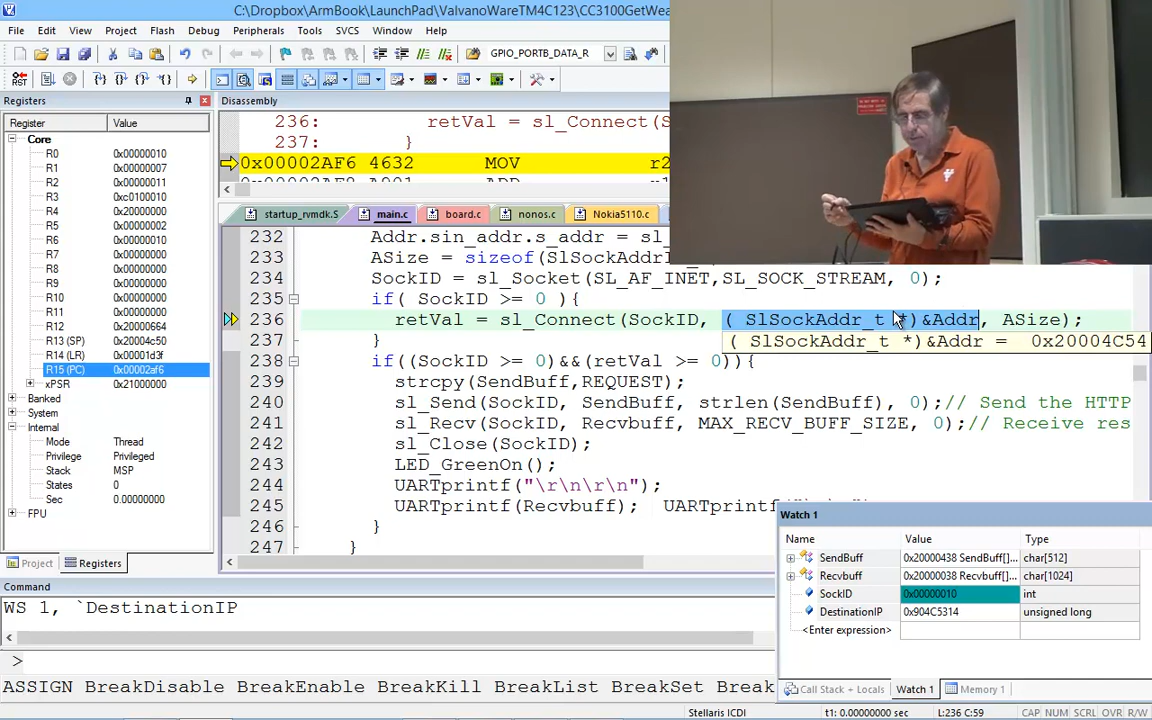 C:\Dropbox\ArmBook\LaunchPad\ValvanoWareTM4C123\CC3100GetWea
File Edit View Project Flash Debug Peripherals Tools SVCS Window Help
GPIO_PORTB_DATA_R
RST
Registers
Disassembly
Register Value
236: retVal = sl_Connect(S
237: }
0x00002AF6 4632 MOV r2
Core
R0 0x00000010
R1 0x00000007
R2 0x00000011
R3 0xc0100010
R4 0x20000000
R5 0x00000002
R6 0x00000010
R7 0x00000000
R8 0x00000000
R9 0x00000000
R10 0x00000000
R11 0x00000000
R12 0x00000000
R13 (SP) 0x20004c50
R14 (LR) 0x00001d3f
R15 (PC) 0x00002af6
xPSR 0x21000000
Banked
System
Internal
Mode Thread
Privilege Privileged
Stack MSP
States 0
Sec 0.00000000
FPU
startup_rvmdk.S main.c board.c nonos.c Nokia5110.c
232 Addr.sin_addr.s_addr = sl_
233 ASize = sizeof(SlSockAddrI
234 SockID = sl_Socket(SL_AF_INET,SL_SOCK_STREAM, 0);
235 if( SockID >= 0 ){
236 retVal = sl_Connect(SockID, ( SlSockAddr_t *)&Addr, ASize);
237 }
( SlSockAddr_t *)&Addr = 0x20004C54
238 if((SockID >= 0)&&(retVal >= 0)){
239 strcpy(SendBuff,REQUEST);
240 sl_Send(SockID, SendBuff, strlen(SendBuff), 0);// Send the HTTP
241 sl_Recv(SockID, Recvbuff, MAX_RECV_BUFF_SIZE, 0);// Receive res
242 sl_Close(SockID);
243 LED_GreenOn();
244 UARTprintf("\r\n\r\n");
245 UARTprintf(Recvbuff); UARTprintf(
246 }
247 }
Project Registers
Watch 1
Name Value Type
SendBuff 0x20000438 SendBuff[]... char[512]
Recvbuff 0x20000038 Recvbuff[]... char[1024]
SockID 0x00000010 int
DestinationIP 0x904C5314 unsigned long
<Enter expression>
Command
WS 1, `DestinationIP
>
ASSIGN BreakDisable BreakEnable BreakKill BreakList BreakSet Break
Call Stack + Locals Watch 1 Memory 1
Stellaris ICDI t1: 0.00000000 sec L:236 C:59 CAP NUM SCRL OVR R/W